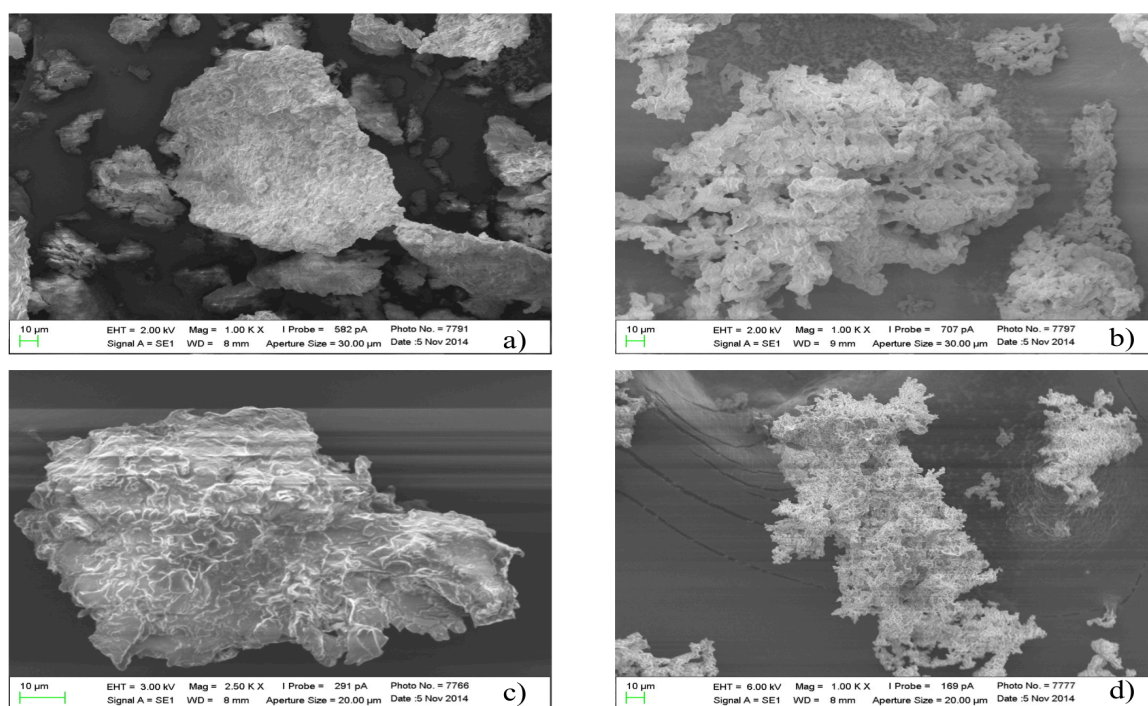 10 µm EHT = 2.00 kV Mag = 1.00 K X I Probe = 582 pA Photo No. = 7791
Signal A = SE1 WD = 8 mm Aperture Size = 30.00 µm Date :5 Nov 2014
a)
10 µm EHT = 2.00 kV Mag = 1.00 K X I Probe = 707 pA Photo No. = 7797
Signal A = SE1 WD = 9 mm Aperture Size = 30.00 µm Date :5 Nov 2014
b)
10 µm EHT = 3.00 kV Mag = 2.50 K X I Probe = 291 pA Photo No. = 7766
Signal A = SE1 WD = 8 mm Aperture Size = 20.00 µm Date :5 Nov 2014
c)
10 µm EHT = 6.00 kV Mag = 1.00 K X I Probe = 169 pA Photo No. = 7777
Signal A = SE1 WD = 8 mm Aperture Size = 20.00 µm Date :5 Nov 2014
d)